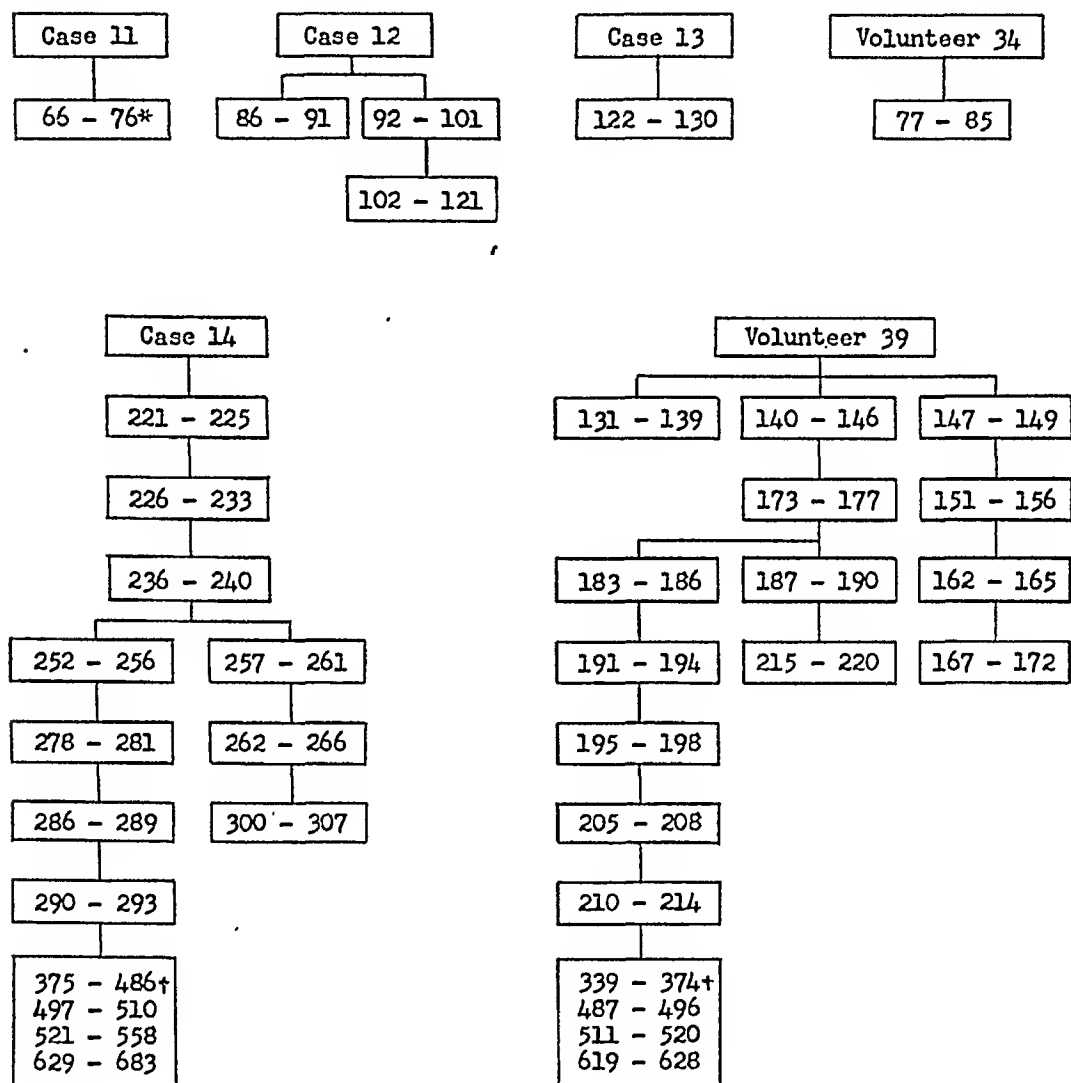 Case 11
Case 12
Case 13
Volunteer 34
66 - 76*
86 - 91
92 - 101
122 - 130
77 - 85
102 - 121
Case 14
Volunteer 39
221 - 225
131 - 139
140 - 146
147 - 149
226 - 233
173 - 177
151 - 156
236 - 240
183 - 186
187 - 190
162 - 165
252 - 256
257 - 261
191 - 194
215 - 220
167 - 172
278 - 281
262 - 266
195 - 198
286 - 289
300 - 307
205 - 208
290 - 293
210 - 214
375 - 486†
497 - 510
521 - 558
629 - 683
339 - 374†
487 - 496
511 - 520
619 - 628